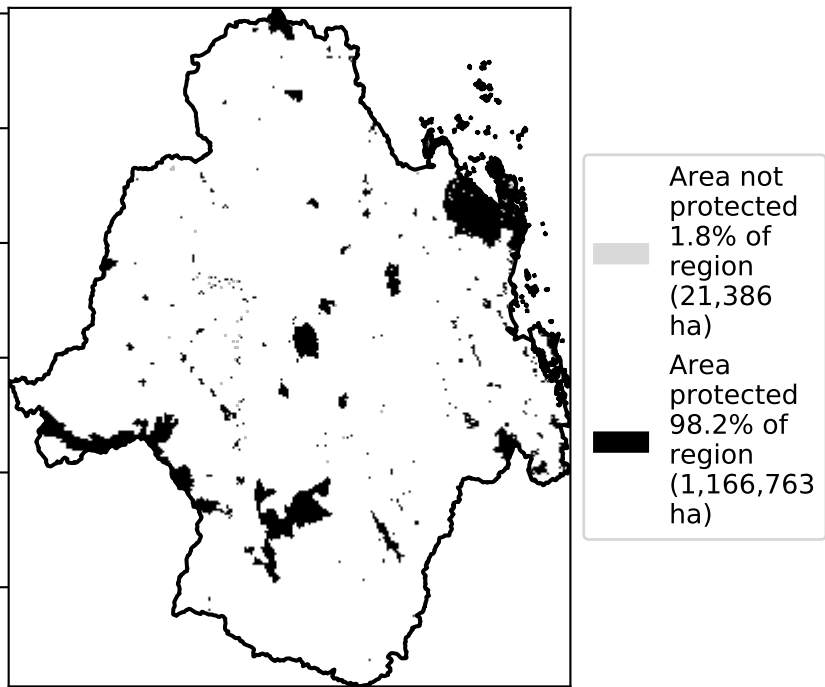 Area not
protected
1.8% of
region
(21,386
ha)
Area
protected
98.2% of
region
(1,166,763
ha)